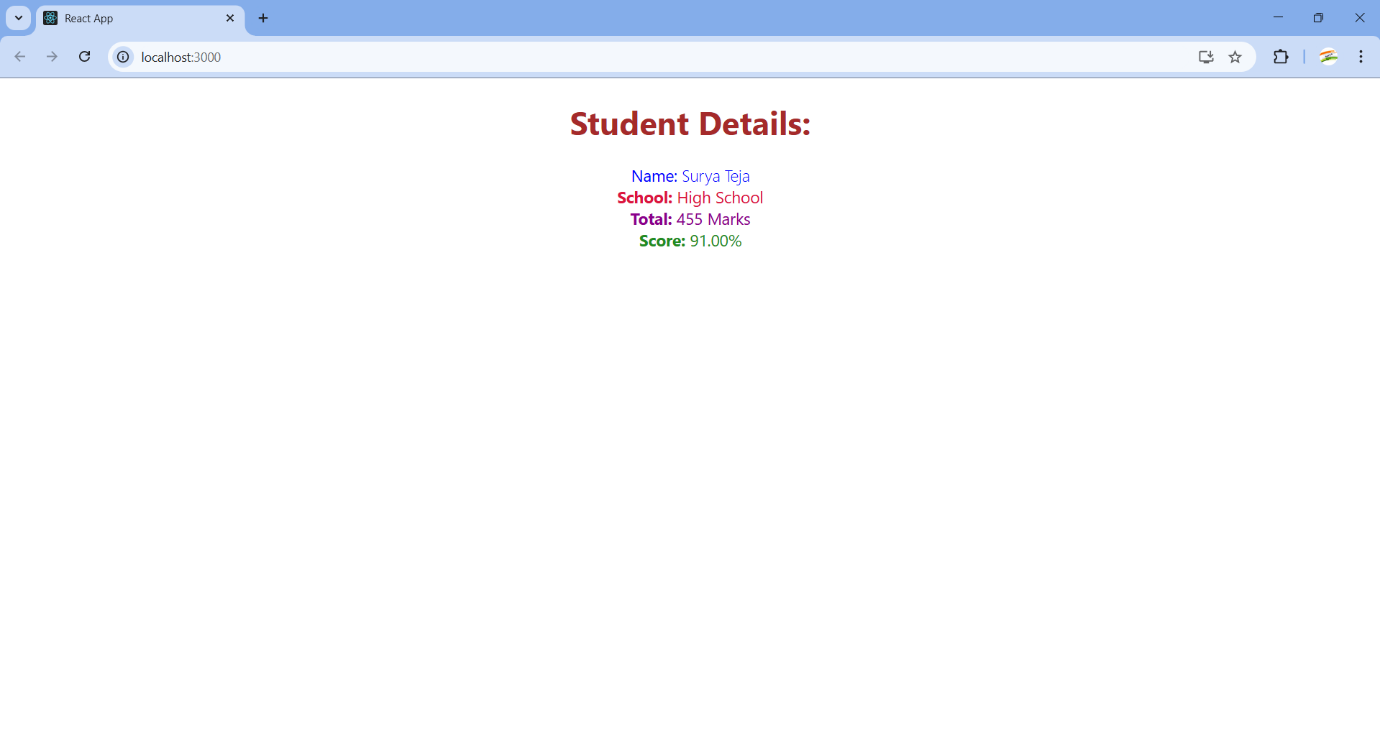 React App
localhost:3000
Student Details:
Name: Surya Teja
School: High School
Total: 455 Marks
Score: 91.00%